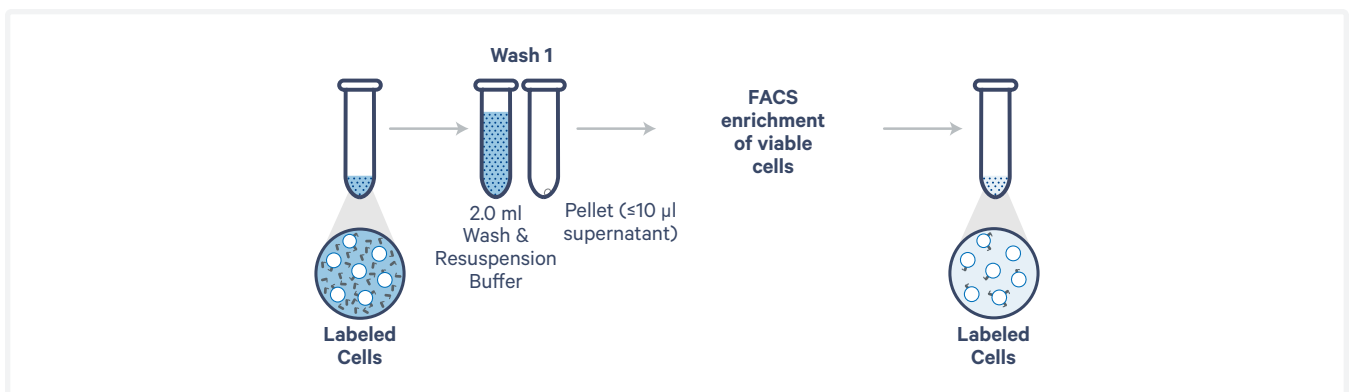 Wash 1
FACS
enrichment
of viable
cells
2.0 ml
Wash &
Resuspension
Buffer
Pellet (≤10 µl
supernatant)
Labeled
Cells
Labeled
Cells